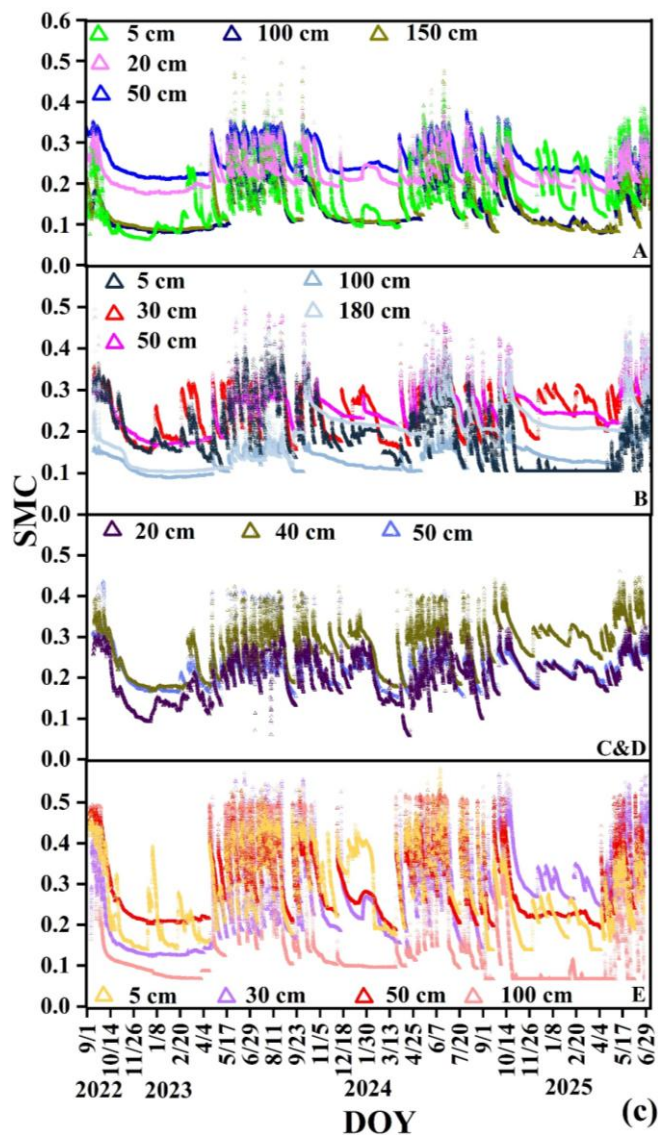 0.6
△ 5 cm △ 100 cm △ 150 cm
0.5
△ 20 cm
0.4
△ 50 cm
0.3
0.2
0.1
A
0.0
△ 5 cm △ 100 cm
0.5
△ 30 cm △ 180 cm
0.4
△ 50 cm
0.3
0.2
0.1
B
0.0
△ 20 cm △ 40 cm △ 50 cm
0.5
0.4
0.3
0.2
0.1
C&D
0.0
0.5
0.4
0.3
0.2
0.1
△ 5 cm △ 30 cm △ 50 cm △ 100 cm E
0.0
SMC
9/1 10/14 11/26 1/8 2/20 4/4 5/17 6/29 8/11 9/23 11/5 12/18 1/30 3/13 4/25 6/7 7/20 9/1 10/14 11/26 1/8 2/20 4/4 5/17 6/29
2022 2023 2024 2025
DOY
(c)